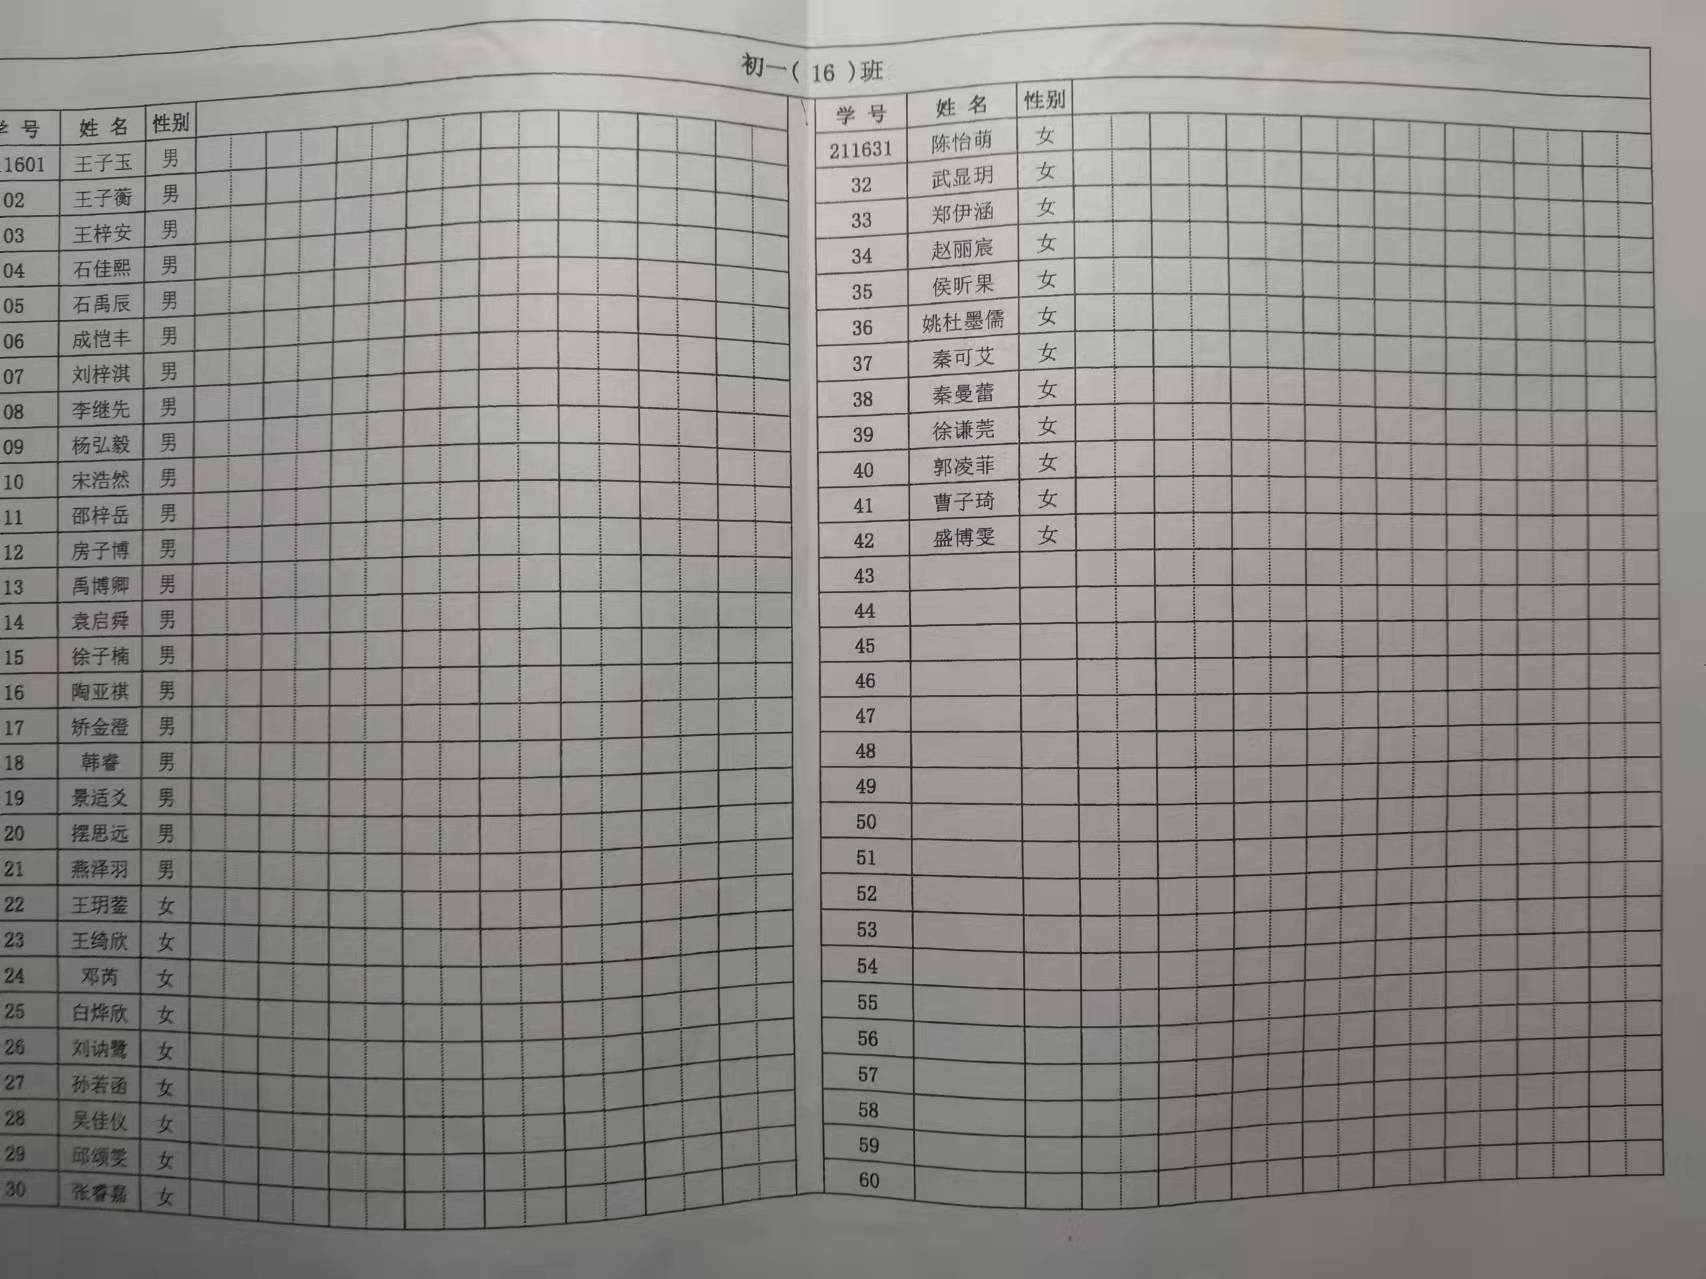 初一( 16 )班
学 号 姓 名 性别
11601 王子玉 男
02 王子蘅 男
03 王梓安 男
04 石佳熙 男
05 石禹辰 男
06 成恺丰 男
07 刘梓淇 男
08 李继先 男
09 杨弘毅 男
10 宋浩然 男
11 邵梓岳 男
12 房子博 男
13 禹博卿 男
14 袁启舜 男
15 徐子楠 男
16 陶亚祺 男
17 矫金澄 男
18 韩睿 男
19 景适爻 男
20 摆思远 男
21 燕泽羽 男
22 王玥蓥 女
23 王绮欣 女
24 邓芮 女
25 白烨欣 女
26 刘讷鹭 女
27 孙若函 女
28 吴佳仪 女
29 邱颂雯 女
30 张睿嘉 女
学 号 姓 名 性别
211631 陈怡萌 女
32 武显玥 女
33 郑伊涵 女
34 赵丽宸 女
35 侯听果 女
36 姚杜墨儒 女
37 秦可艾 女
38 秦曼蕾 女
39 徐谦莞 女
40 郭凌菲 女
41 曹子琦 女
42 盛博雯 女
43
44
45
46
47
48
49
50
51
52
53
54
55
56
57
58
59
60